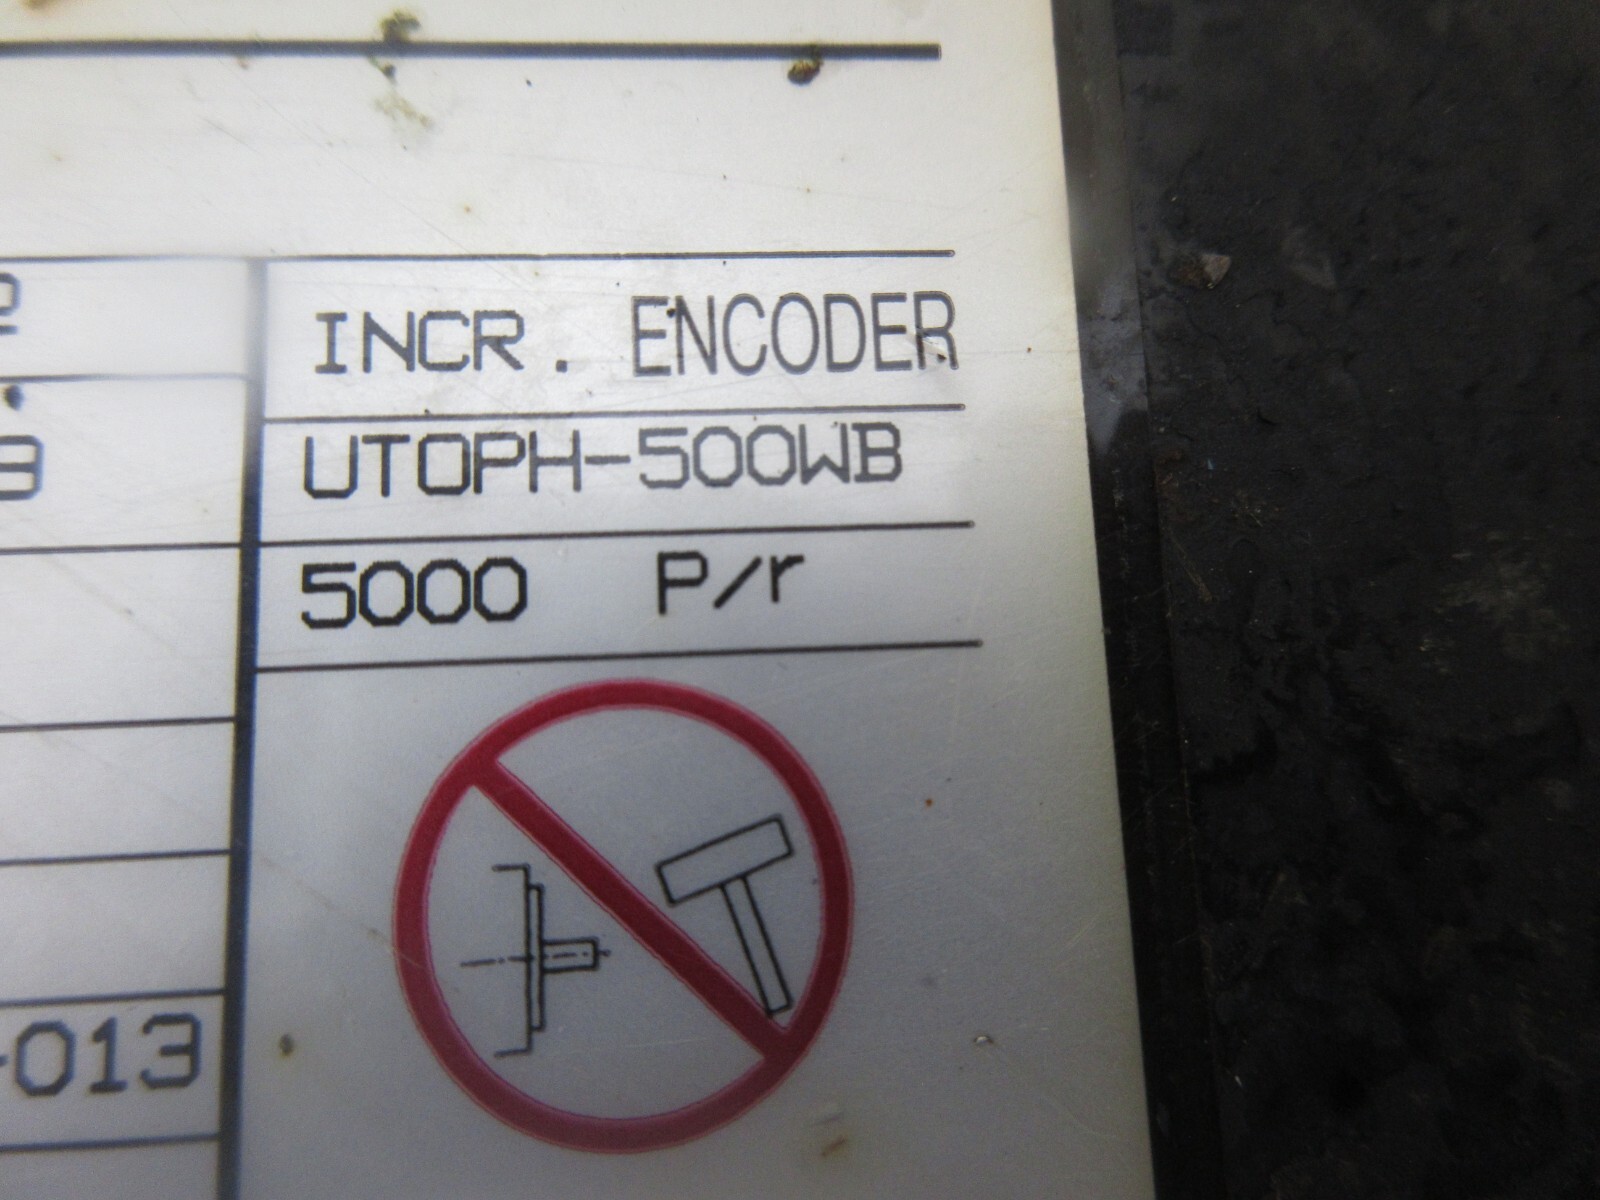 INCR. ENCODER
UTOPH-500WB
5000 P/r
-013